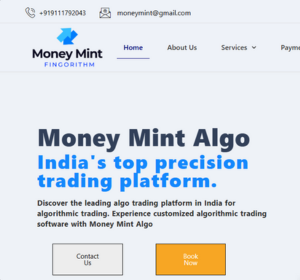 +919111792043 moneymint@gmail.com
Money Mint
FINGORITHM
Home About Us Services Payme
Money Mint Algo
India's top precision
trading platform.
Discover the leading algo trading platform in India for
algorithmic trading. Experience customized algorithmic trading
software with Money Mint Algo
Contact
Us
Book
Now